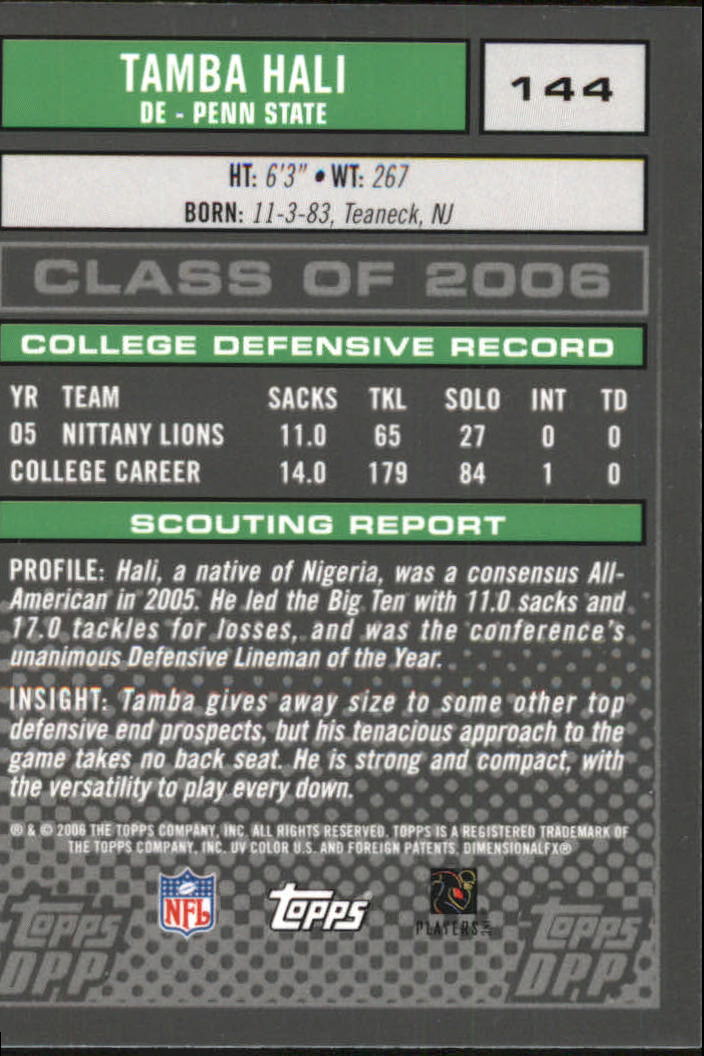 TAMBA HALI
DE - PENN STATE
144
HT: 6'3" • WT: 267
BORN: 11-3-83, Teaneck, NJ
CLASS OF 2006
COLLEGE DEFENSIVE RECORD
YR TEAM SACKS TKL SOLO INT TD
05 NITTANY LIONS 11.0 65 27 0 0
COLLEGE CAREER 14.0 179 84 1 0
SCOUTING REPORT
PROFILE: Hali, a native of Nigeria, was a consensus All-
American in 2005. He led the Big Ten with 11.0 sacks and
17.0 tackles for losses, and was the conference's
unanimous Defensive Lineman of the Year.
INSIGHT: Tamba gives away size to some other top
defensive end prospects, but his tenacious approach to the
game takes no back seat. He is strong and compact, with
the versatility to play every down.
® & © 2006 THE TOPPS COMPANY, INC. ALL RIGHTS RESERVED. TOPPS IS A REGISTERED TRADEMARK OF
THE TOPPS COMPANY, INC. UV COLOR U.S. AND FOREIGN PATENTS. DIMENSIONALFX®
NFL
Topps
PLAYERS INC
Topps
DPP
Topps
DPP